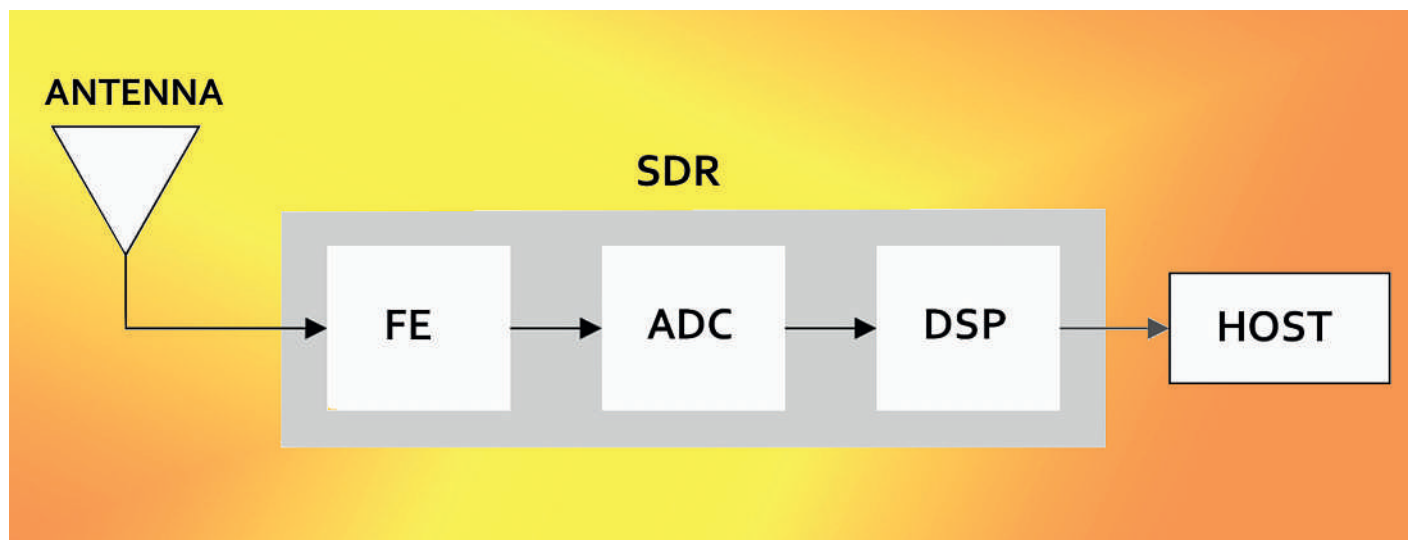 ANTENNA
SDR
FE
ADC
DSP
HOST